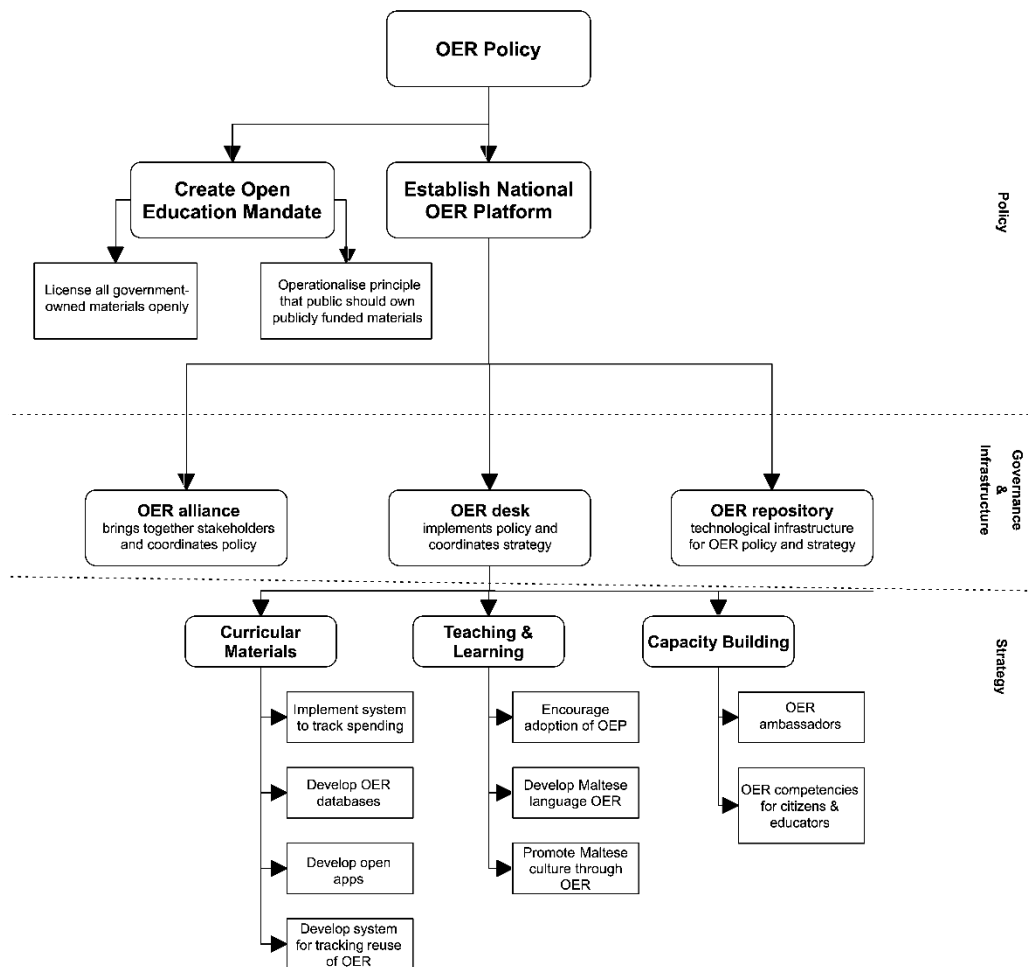 OER Policy
Create Open
Education Mandate
Establish National
OER Platform
License all government-
owned materials openly
Operationalise principle
that public should own
publicly funded materials
Policy
OER alliance
brings together stakeholders
and coordinates policy
OER desk
implements policy and
coordinates strategy
OER repository
technological infrastructure
for OER policy and strategy
Governance
&
Infrastructure
Curricular
Materials
Teaching &
Learning
Capacity Building
Implement system
to track spending
Develop OER
databases
Develop open
apps
Develop system
for tracking reuse
of OER
Encourage
adoption of OEP
Develop Maltese
language OER
Promote Maltese
culture through
OER
OER
ambassadors
OER competencies
for citizens &
educators
Strategy